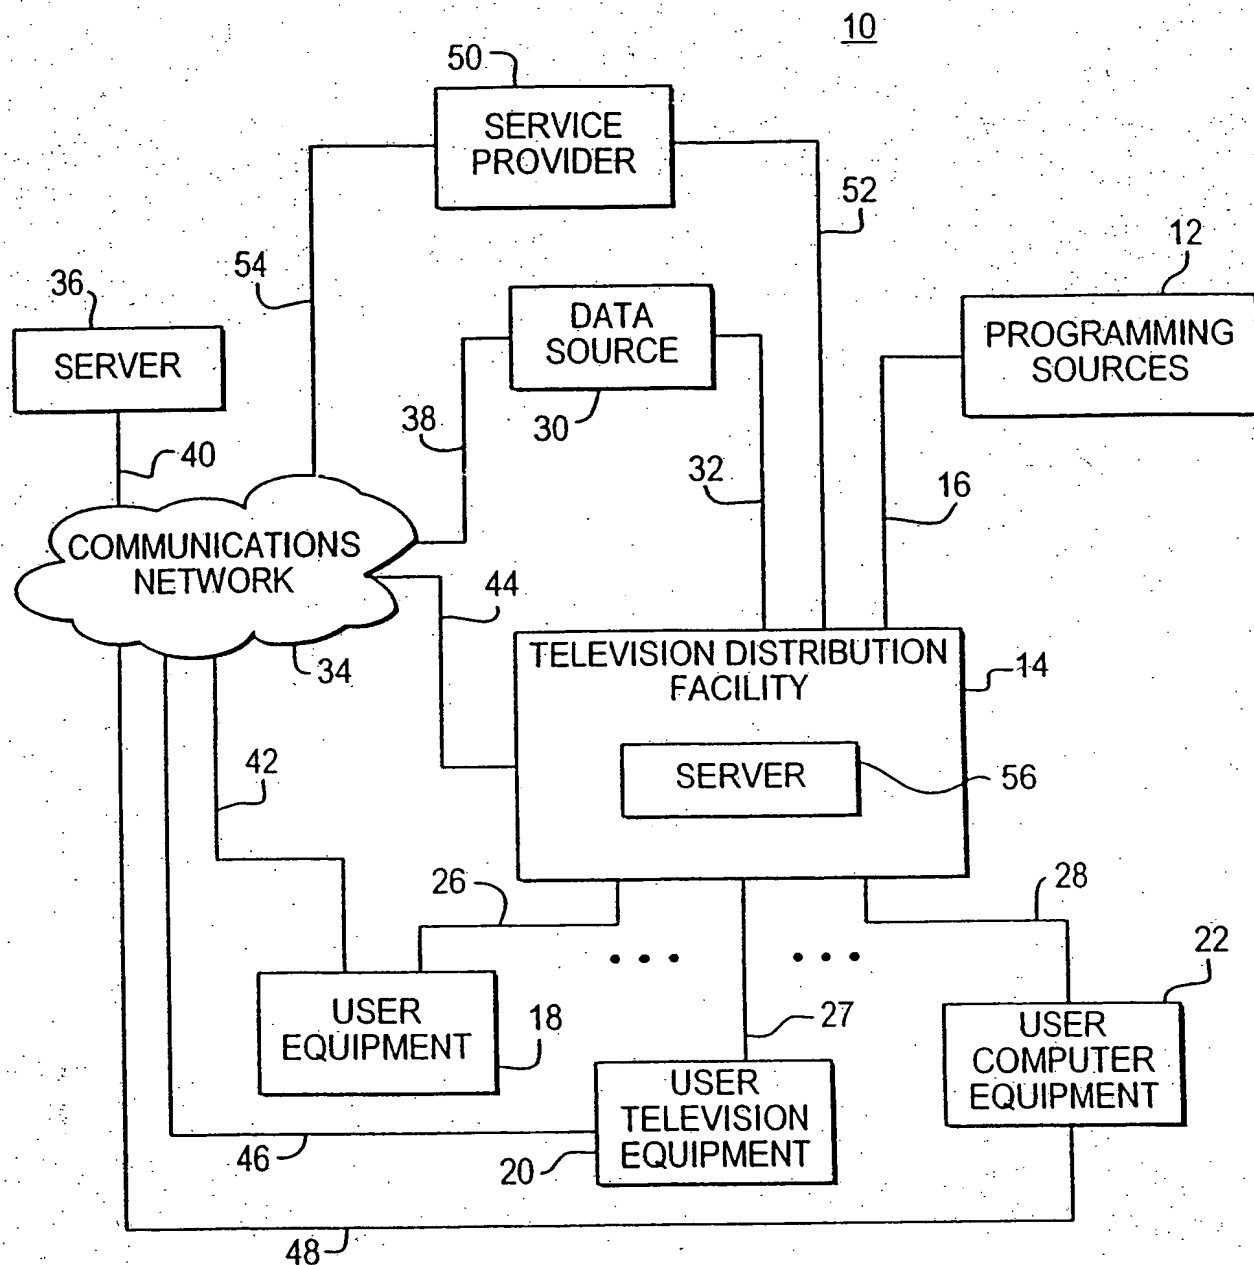 10
50
SERVICE
PROVIDER
52
12
54
36
DATA
SOURCE
PROGRAMMING
SOURCES
SERVER
38
30
40
32
16
COMMUNICATIONS
NETWORK
44
34
TELEVISION DISTRIBUTION
FACILITY
14
42
SERVER
56
26
28
22
USER
EQUIPMENT
18
27
USER
COMPUTER
EQUIPMENT
USER
TELEVISION
EQUIPMENT
46
20
48